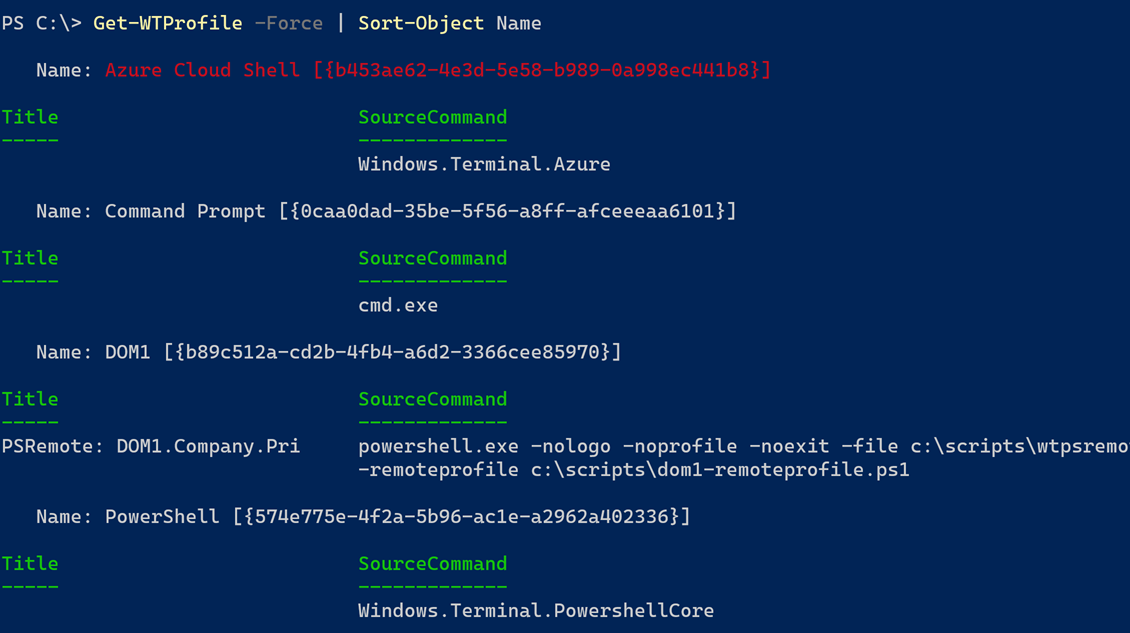 PS C:\> Get-WTProfile -Force | Sort-Object Name
Name: Azure Cloud Shell [{b453ae62-4e3d-5e58-b989-0a998ec441b8}]
Title SourceCommand
----- -------------
Windows.Terminal.Azure
Name: Command Prompt [{0caa0dad-35be-5f56-a8ff-afceeeaa6101}]
Title SourceCommand
----- -------------
cmd.exe
Name: DOM1 [{b89c512a-cd2b-4fb4-a6d2-3366cee85970}]
Title SourceCommand
----- -------------
PSRemote: DOM1.Company.Pri powershell.exe -nologo -noprofile -noexit -file c:\scripts\wtpsremo
-remoteprofile c:\scripts\dom1-remoteprofile.ps1
Name: PowerShell [{574e775e-4f2a-5b96-ac1e-a2962a402336}]
Title SourceCommand
----- -------------
Windows.Terminal.PowershellCore